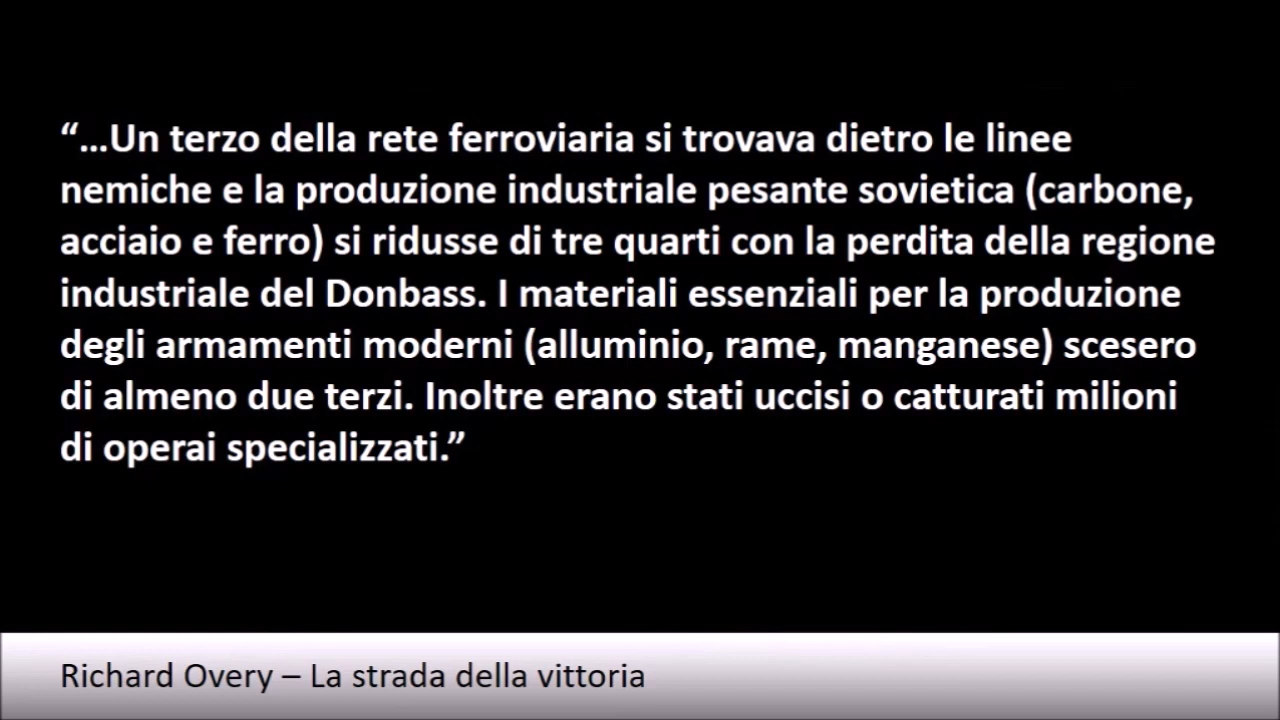 “…Un terzo della rete ferroviaria si trovava dietro le linee
nemiche e la produzione industriale pesante sovietica (carbone,
acciaio e ferro) si ridusse di tre quarti con la perdita della regione
industriale del Donbass. I materiali essenziali per la produzione
degli armamenti moderni (alluminio, rame, manganese) scesero
di almeno due terzi. Inoltre erano stati uccisi o catturati milioni
di operai specializzati.”
Richard Overy – La strada della vittoria